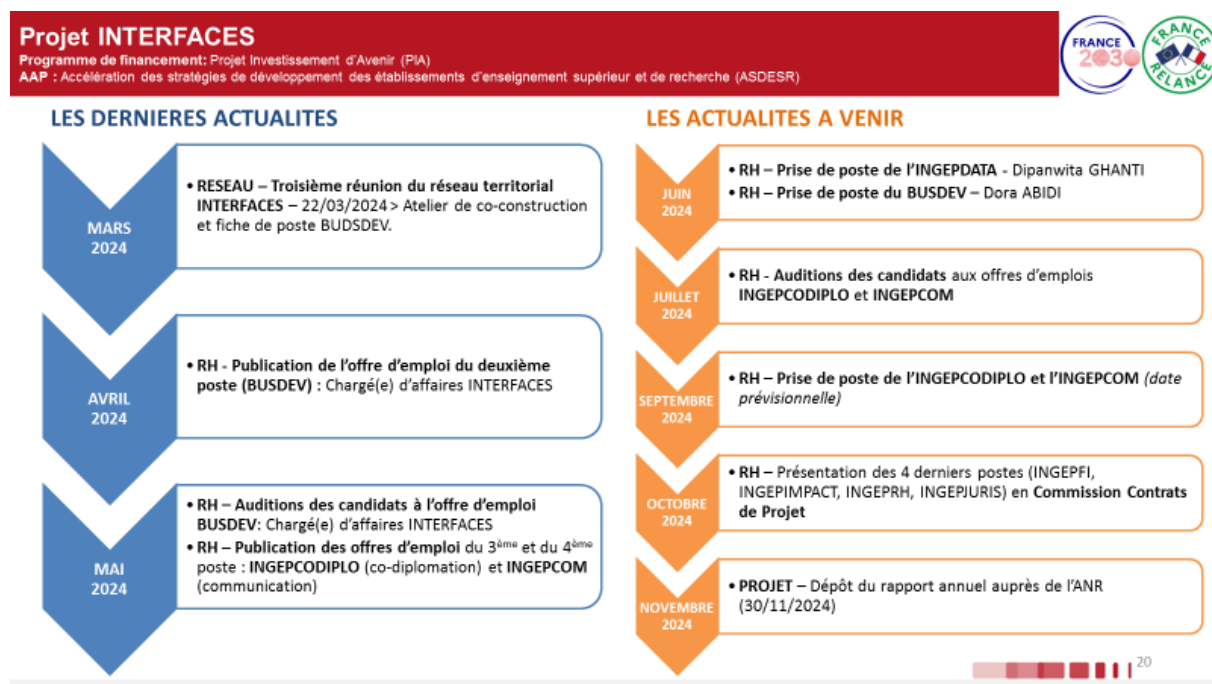 Projet INTERFACES
Programme de financement: Projet Investissement d'Avenir (PIA)
AAP : Accélération des stratégies de développement des établissements d'enseignement supérieur et de recherche (ASDESR)
FRANCE
2030
FRANCE
RELANCE
LES DERNIERES ACTUALITES
MARS
2024
• RESEAU – Troisième réunion du réseau territorial
INTERFACES – 22/03/2024 > Atelier de co-construction
et fiche de poste BUDSDEV.
AVRIL
2024
• RH - Publication de l'offre d'emploi du deuxième
poste (BUSDEV) : Chargé(e) d'affaires INTERFACES
MAI
2024
• RH – Auditions des candidats à l'offre d'emploi
BUSDEV: Chargé(e) d'affaires INTERFACES
• RH – Publication des offres d'emploi du 3ème et du 4ème
poste : INGEPCODIPLO (co-diplomation) et INGEPCOM
(communication)
LES ACTUALITES A VENIR
JUIN
2024
• RH – Prise de poste de l'INGEPDATA - Dipanwita GHANTI
• RH – Prise de poste du BUSDEV – Dora ABIDI
JUILLET
2024
• RH - Auditions des candidats aux offres d'emplois
INGEPCODIPLO et INGEPCOM
SEPTEMBRE
2024
• RH – Prise de poste de l'INGEPCODIPLO et l'INGEPCOM (date
prévisionnelle)
OCTOBRE
2024
• RH – Présentation des 4 derniers postes (INGEPFI,
INGEPIMPACT, INGEPRH, INGEPJURIS) en Commission Contrats
de Projet
NOVEMBRE
2024
• PROJET – Dépôt du rapport annuel auprès de l'ANR
(30/11/2024)
20